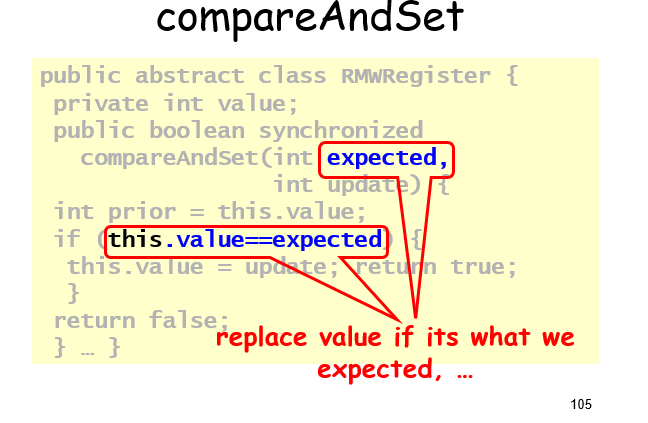 compareAndSet
public abstract class RMWRegister {
private int value;
public boolean synchronized
compareAndSet(int expected,
int update) {
int prior = this.value;
if (this.value==expected) {
this.value = update; return true;
}
return false;
} … }
replace value if its what we
expected, …
105